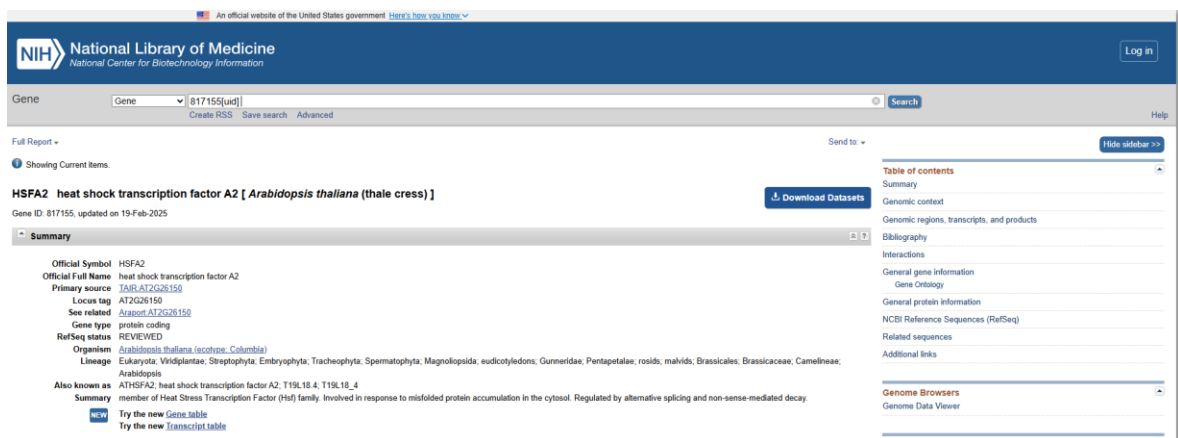 An official website of the United States government Here's how you know
NIH National Library of Medicine
National Center for Biotechnology Information
Log in
Gene
Gene
817155[uid]
Search
Create RSS Save search Advanced
Help
Full Report
Send to:
Hide sidebar >>
Showing Current items.
HSFA2 heat shock transcription factor A2 [ Arabidopsis thaliana (thale cress) ]
Download Datasets
Gene ID: 817155, updated on 19-Feb-2025
Summary
?
Official Symbol HSFA2
Official Full Name heat shock transcription factor A2
Primary source TAIR:AT2G26150
Locus tag AT2G26150
See related Araport:AT2G26150
Gene type protein coding
RefSeq status REVIEWED
Organism Arabidopsis thaliana (ecotype: Columbia)
Lineage Eukaryota; Viridiplantae; Streptophyta; Embryophyta; Tracheophyta; Spermatophyta; Magnoliopsida; eudicotyledons; Gunneridae; Pentapetalae; rosids; malvids; Brassicales; Brassicaceae; Camelineae;
Arabidopsis
Also known as ATHSFA2; heat shock transcription factor A2; T19L18.4; T19L18_4
Summary member of Heat Stress Transcription Factor (Hsf) family. Involved in response to misfolded protein accumulation in the cytosol. Regulated by alternative splicing and non-sense-mediated decay.
NEW Try the new Gene table
Try the new Transcript table
Table of contents
Summary
Genomic context
Genomic regions, transcripts, and products
Bibliography
Interactions
General gene information
Gene Ontology
General protein information
NCBI Reference Sequences (RefSeq)
Related sequences
Additional links
Genome Browsers
Genome Data Viewer